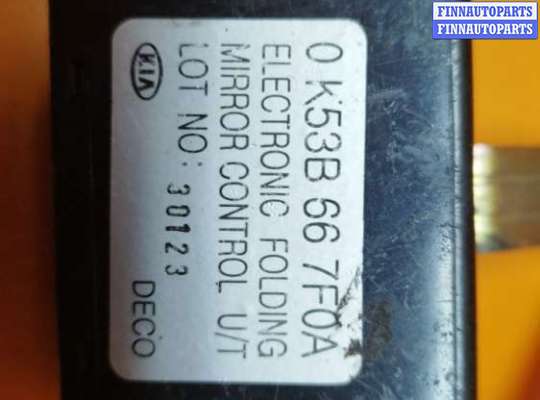 FINNAUTOPARTS
FINNAUTOPARTS
0 K53B 66 7F0A
ELECTRONIC FOLDING
MIRROR CONTROL U/T
LOT NO: 30123
KIA
DECO